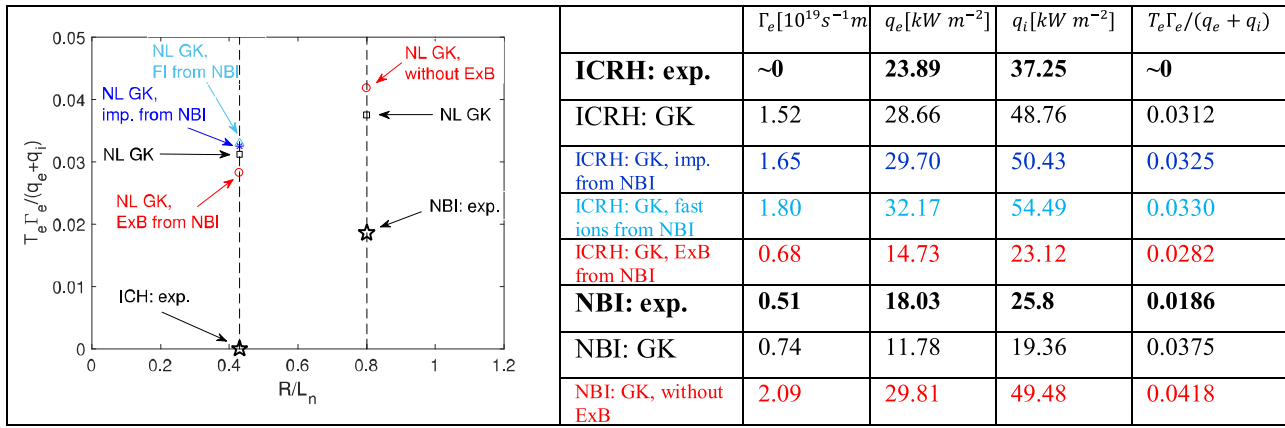 0.05
0.04
0.03
0.02
0.01
0
T_eΓ_e/(q_e+q_i)
NL GK,
FI from NBI
NL GK,
imp. from NBI
NL GK
NL GK,
ExB from NBI
ICH: exp.
NL GK,
without ExB
NL GK
NBI: exp.
0 0.2 0.4 0.6 0.8 1 1.2
R/L_n
Γ_e[10^19 s^−1 m q_e[kW m^−2] q_i[kW m^−2] T_eΓ_e/(q_e + q_i)
ICRH: exp. ~0 23.89 37.25 ~0
ICRH: GK 1.52 28.66 48.76 0.0312
ICRH: GK, imp. 1.65 29.70 50.43 0.0325
from NBI
ICRH: GK, fast 1.80 32.17 54.49 0.0330
ions from NBI
ICRH: GK, ExB 0.68 14.73 23.12 0.0282
from NBI
NBI: exp. 0.51 18.03 25.8 0.0186
NBI: GK 0.74 11.78 19.36 0.0375
NBI: GK, without 2.09 29.81 49.48 0.0418
ExB